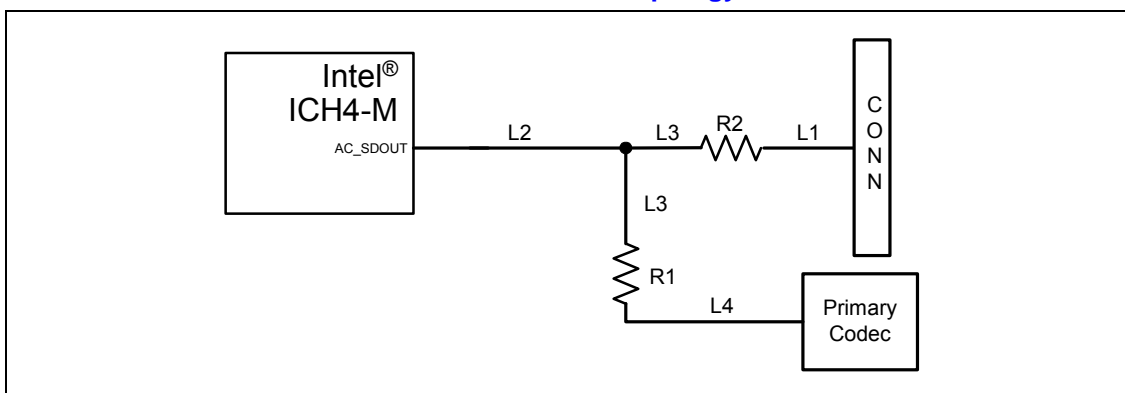 Intel®
ICH4-M
AC_SDOUT
L2
L3
R2
L1
C
O
N
N
L3
R1
L4
Primary
Codec